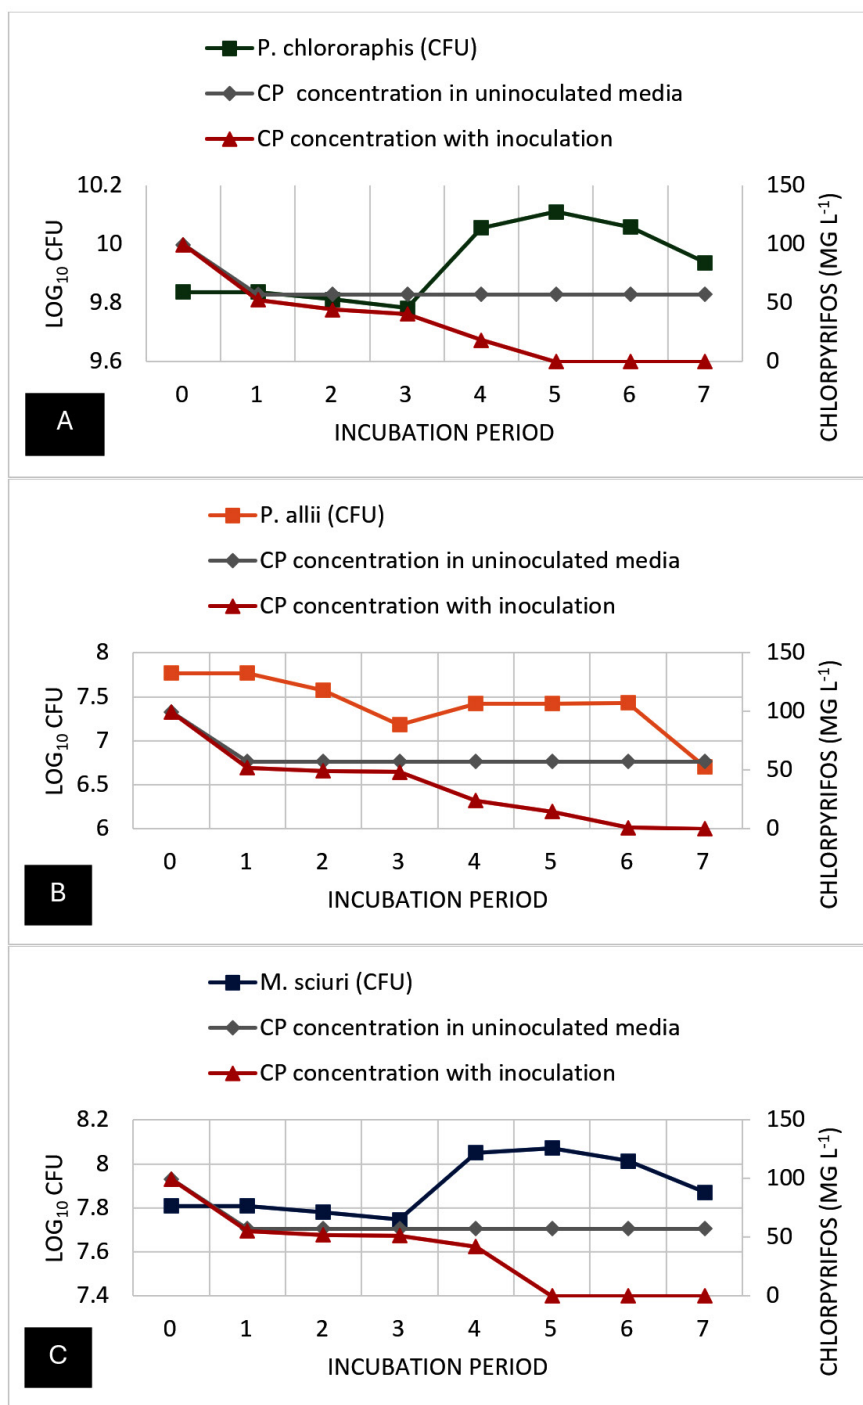 P. chlororaphis (CFU)
CP  concentration in uninoculated media
CP concentration with inoculation
10.2
10
9.8
9.6
LOG₁₀ CFU
150
100
50
0
CHLORPYRIFOS (MG L⁻¹)
0 1 2 3 4 5 6 7
INCUBATION PERIOD
A
P. allii (CFU)
CP concentration in uninoculated media
CP concentration with inoculation
8
7.5
7
6.5
6
LOG₁₀ CFU
150
100
50
0
CHLORPYRIFOS (MG L⁻¹)
0 1 2 3 4 5 6 7
INCUBATION PERIOD
B
M. sciuri (CFU)
CP concentration in uninoculated media
CP concentration with inoculation
8.2
8
7.8
7.6
7.4
LOG₁₀ CFU
150
100
50
0
CHLORPYRIFOS (MG L⁻¹)
0 1 2 3 4 5 6 7
INCUBATION PERIOD
C